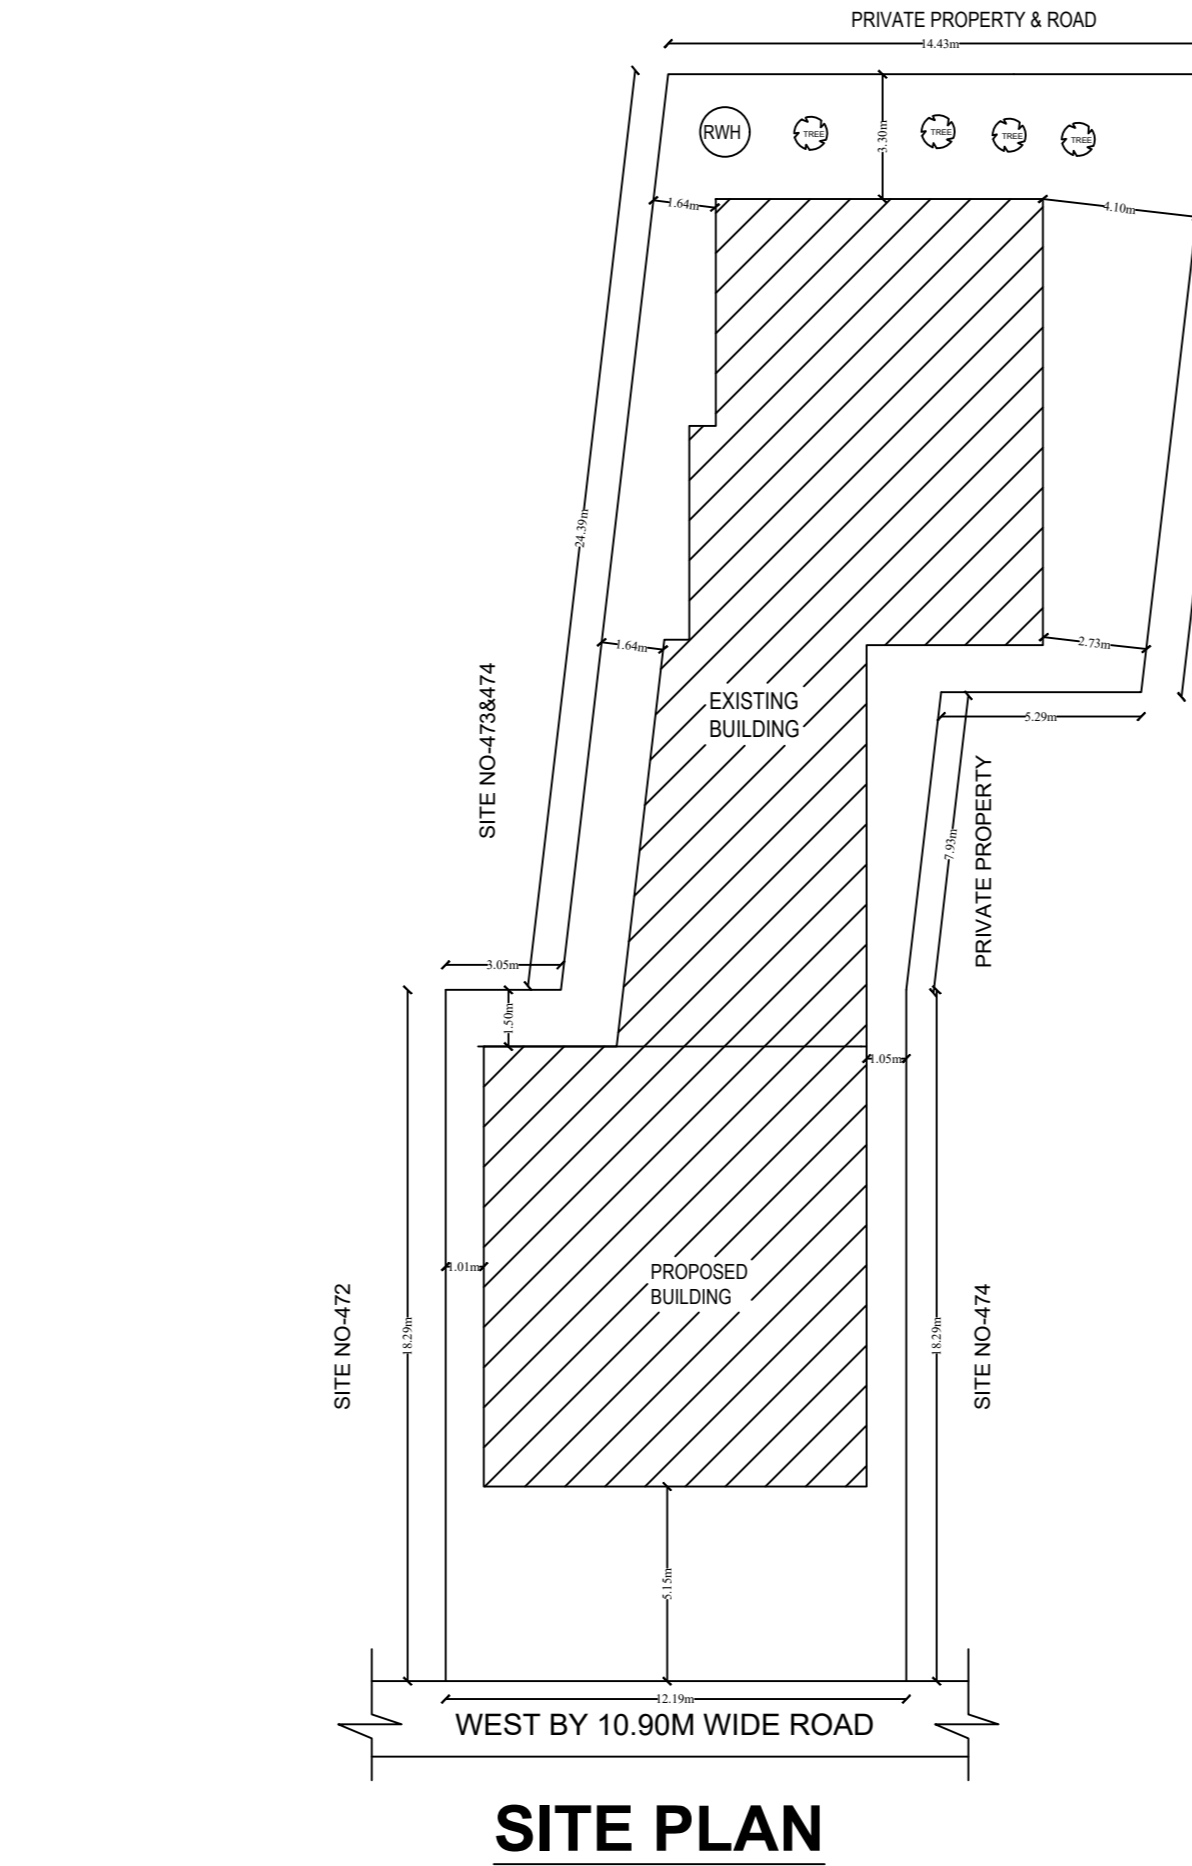 PRIVATE PROPERTY & ROAD
14.43m
RWH
TREE
TREE
TREE
TREE
3.30m
1.64m
4.10m
24.39m
1.64m
2.73m
SITE NO-473&474
EXISTING
BUILDING
5.29m
7.93m
PRIVATE PROPERTY
3.05m
1.50m
1.05m
1.01m
PROPOSED
BUILDING
SITE NO-472
18.29m
18.29m
SITE NO-474
5.15m
12.19m
WEST BY 10.90M WIDE ROAD
SITE PLAN